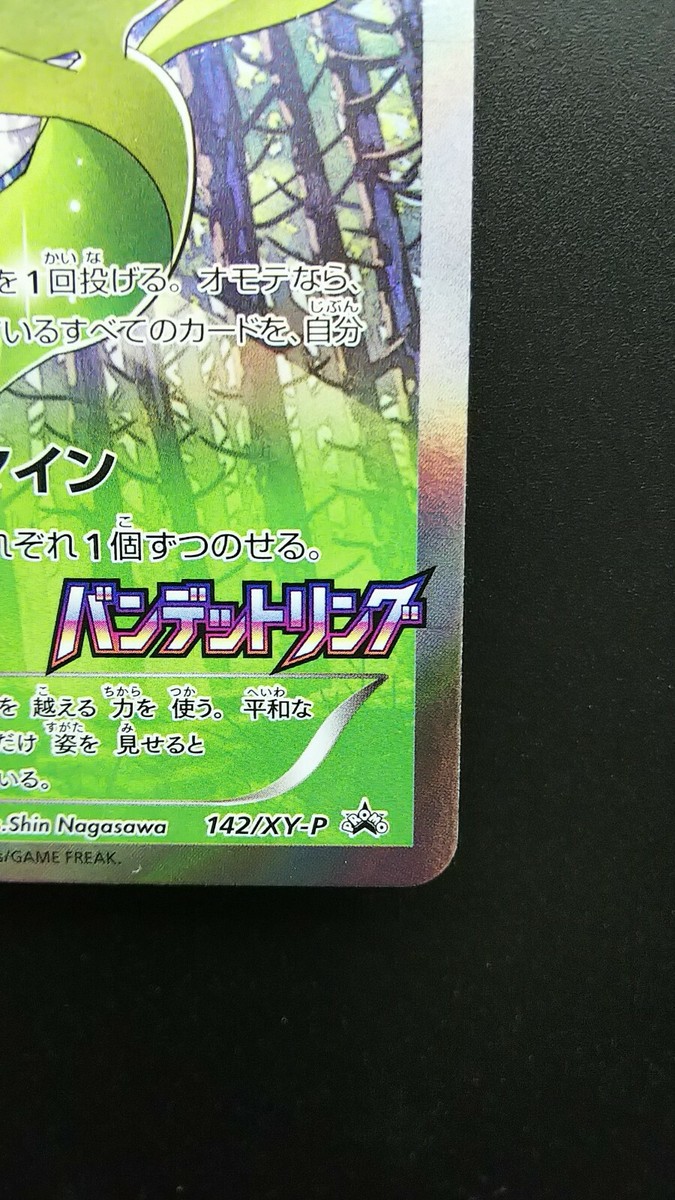 を1回投げる。オモテなら、
いるすべてのカードを、自分
イン
れぞれ1個ずつのせる。
バンデットリング
を 越える 力を 使う。 平和な
だけ 姿を 見せると
いる。
.Shin Nagasawa 142/XY-P PROMO
s/GAME FREAK.